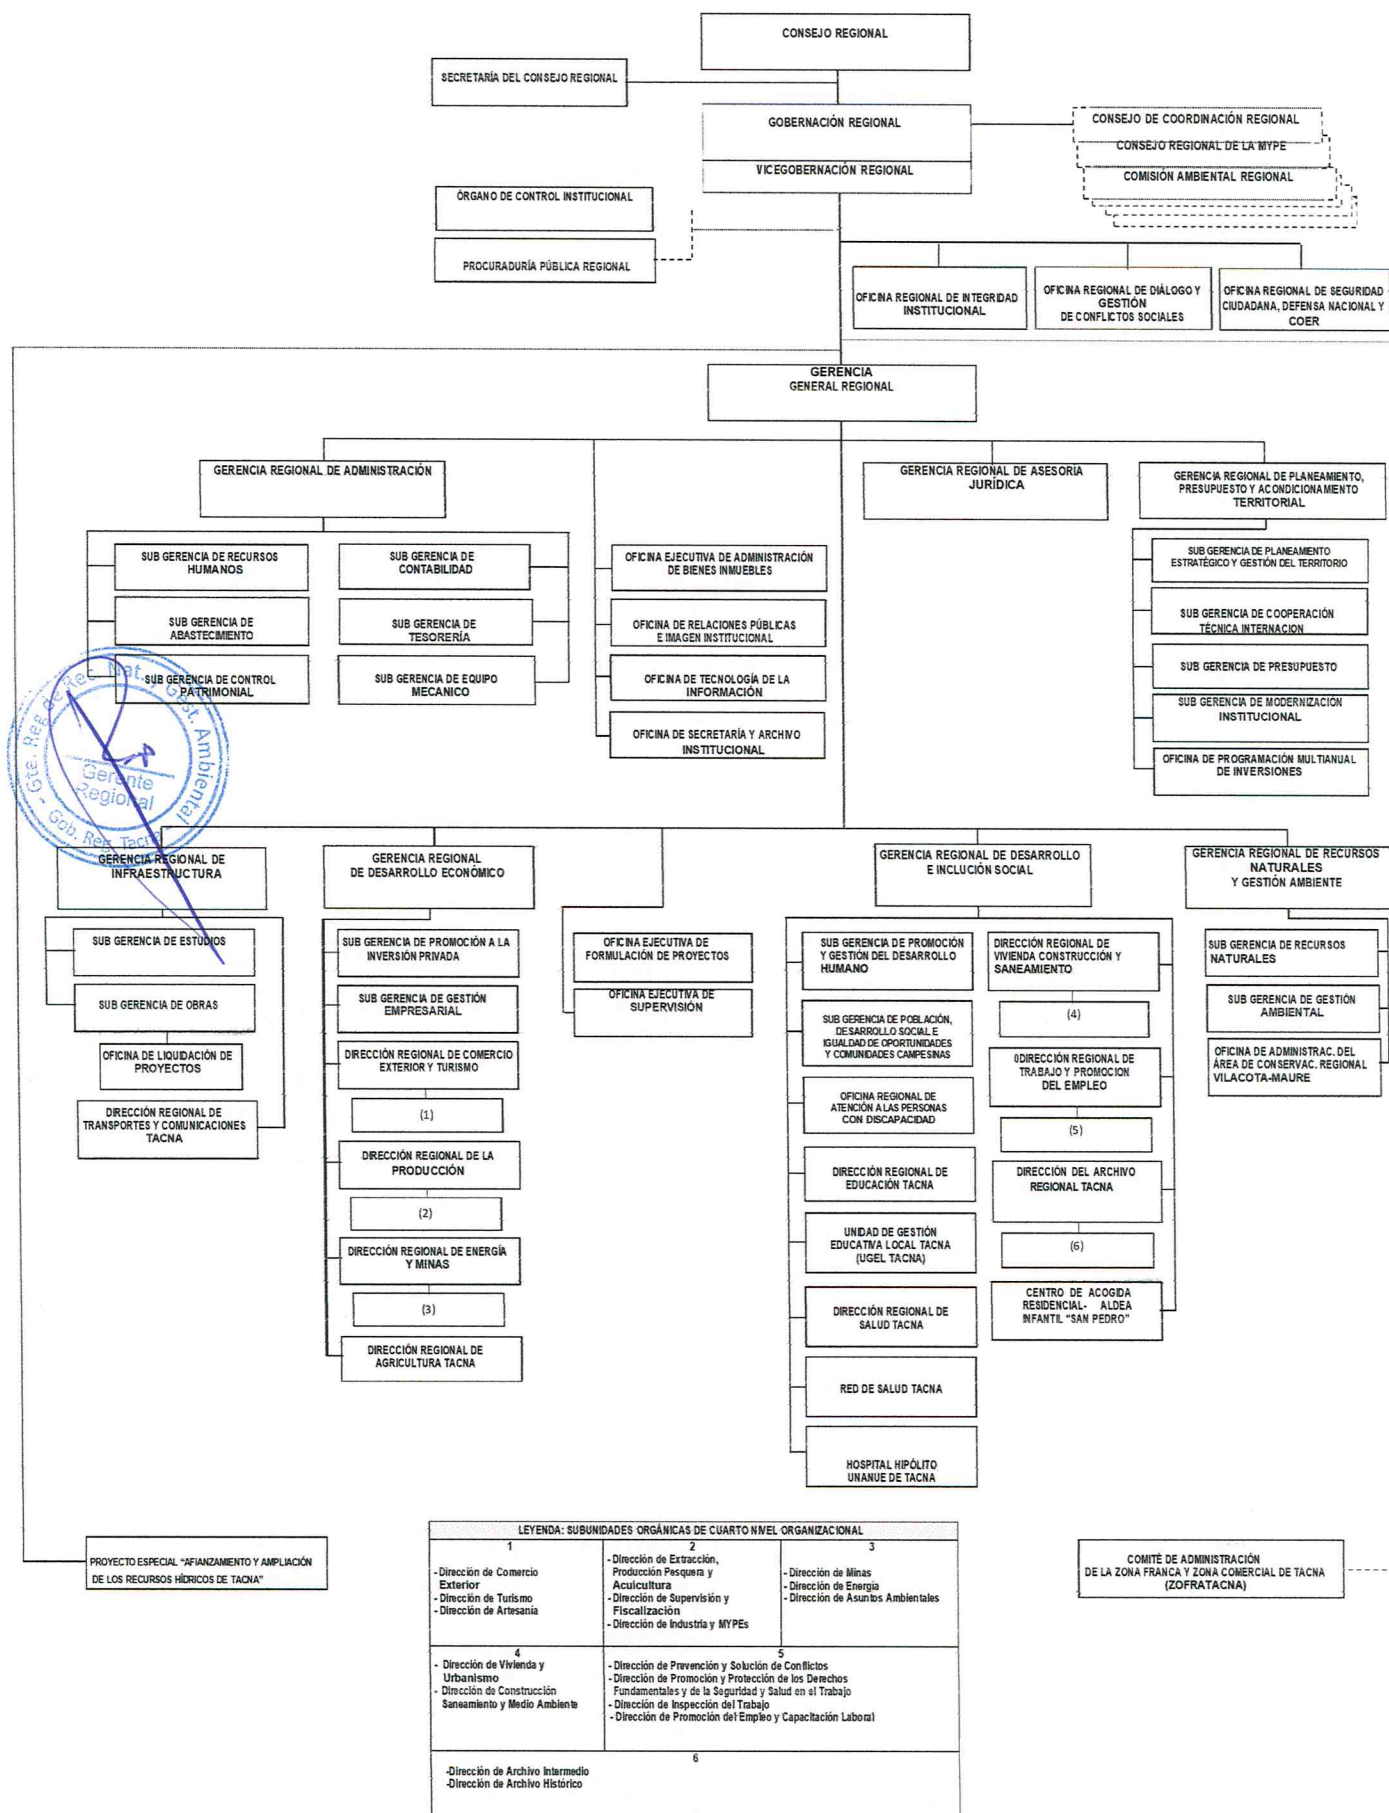 CONSEJO REGIONAL
SECRETARÍA DEL CONSEJO REGIONAL
GOBERNACIÓN REGIONAL
VICEGOBERNACIÓN REGIONAL
CONSEJO DE COORDINACIÓN REGIONAL
CONSEJO REGIONAL DE LA MYPE
COMISIÓN AMBIENTAL REGIONAL
ÓRGANO DE CONTROL INSTITUCIONAL
PROCURADURÍA PÚBLICA REGIONAL
OFICINA REGIONAL DE INTEGRIDAD
INSTITUCIONAL
OFICINA REGIONAL DE DIÁLOGO Y
GESTIÓN
DE CONFLICTOS SOCIALES
OFICINA REGIONAL DE SEGURIDAD
CIUDADANA, DEFENSA NACIONAL Y
COER
GERENCIA
GENERAL REGIONAL
GERENCIA REGIONAL DE ADMINISTRACIÓN
GERENCIA REGIONAL DE ASESORÍA
JURÍDICA
GERENCIA REGIONAL DE PLANEAMIENTO,
PRESUPUESTO Y ACONDICIONAMIENTO
TERRITORIAL
SUB GERENCIA DE RECURSOS
HUMANOS
SUB GERENCIA DE
ABASTECIMIENTO
SUB GERENCIA DE CONTROL
PATRIMONIAL
SUB GERENCIA DE
CONTABILIDAD
SUB GERENCIA DE
TESORERÍA
SUB GERENCIA DE EQUIPO
MECANICO
OFICINA EJECUTIVA DE ADMINISTRACIÓN
DE BIENES INMUEBLES
OFICINA DE RELACIONES PÚBLICAS
E IMAGEN INSTITUCIONAL
OFICINA DE TECNOLOGÍA DE LA
INFORMACIÓN
OFICINA DE SECRETARÍA Y ARCHIVO
INSTITUCIONAL
SUB GERENCIA DE PLANEAMIENTO
ESTRATÉGICO Y GESTIÓN DEL TERRITORIO
SUB GERENCIA DE COOPERACIÓN
TÉCNICA INTERNACION
SUB GERENCIA DE PRESUPUESTO
SUB GERENCIA DE MODERNIZACIÓN
INSTITUCIONAL
OFICINA DE PROGRAMACIÓN MULTIANUAL
DE INVERSIONES
Gte. Reg de Rec. Nat. y Gest. Ambiental
Gerente
Regional
- Gob. Reg. Tacna -
GERENCIA REGIONAL DE
INFRAESTRUCTURA
SUB GERENCIA DE ESTUDIOS
SUB GERENCIA DE OBRAS
OFICINA DE LIQUIDACIÓN DE
PROYECTOS
DIRECCIÓN REGIONAL DE
TRANSPORTES Y COMUNICACIONES
TACNA
GERENCIA REGIONAL
DE DESARROLLO ECONÓMICO
SUB GERENCIA DE PROMOCIÓN A LA
INVERSIÓN PRIVADA
SUB GERENCIA DE GESTIÓN
EMPRESARIAL
DIRECCIÓN REGIONAL DE COMERCIO
EXTERIOR Y TURISMO
(1)
DIRECCIÓN REGIONAL DE LA
PRODUCCIÓN
(2)
DIRECCIÓN REGIONAL DE ENERGÍA
Y MINAS
(3)
DIRECCIÓN REGIONAL DE
AGRICULTURA TACNA
OFICINA EJECUTIVA DE
FORMULACIÓN DE PROYECTOS
OFICINA EJECUTIVA DE
SUPERVISIÓN
GERENCIA REGIONAL DE DESARROLLO
E INCLUCIÓN SOCIAL
SUB GERENCIA DE PROMOCIÓN
Y GESTIÓN DEL DESARROLLO
HUMANO
SUB GERENCIA DE POBLACIÓN,
DESARROLLO SOCIAL E
IGUALDAD DE OPORTUNIDADES
Y COMUNIDADES CAMPESINAS
OFICINA REGIONAL DE
ATENCIÓN A LAS PERSONAS
CON DISCAPACIDAD
DIRECCIÓN REGIONAL DE
EDUCACIÓN TACNA
UNIDAD DE GESTIÓN
EDUCATIVA LOCAL TACNA
(UGEL TACNA)
DIRECCIÓN REGIONAL DE
SALUD TACNA
RED DE SALUD TACNA
HOSPITAL HIPÓLITO
UNANUE DE TACNA
DIRECCIÓN REGIONAL DE
VIVIENDA CONSTRUCCIÓN Y
SANEAMIENTO
(4)
0DIRECCIÓN REGIONAL DE
TRABAJO Y PROMOCION
DEL EMPLEO
(5)
DIRECCIÓN DEL ARCHIVO
REGIONAL TACNA
(6)
CENTRO DE ACOGIDA
RESIDENCIAL- ALDEA
INFANTIL "SAN PEDRO"
GERENCIA REGIONAL DE RECURSOS
NATURALES
Y GESTIÓN AMBIENTE
SUB GERENCIA DE RECURSOS
NATURALES
SUB GERENCIA DE GESTIÓN
AMBIENTAL
OFICINA DE ADMINISTRAC. DEL
ÁREA DE CONSERVAC. REGIONAL
VILACOTA-MAURE
PROYECTO ESPECIAL "AFIANZAMIENTO Y AMPLIACIÓN
DE LOS RECURSOS HÍDRICOS DE TACNA"
LEYENDA: SUBUNIDADES ORGÁNICAS DE CUARTO NIVEL ORGANIZACIONAL
1
- Dirección de Comercio
Exterior
- Dirección de Turismo
- Dirección de Artesanía
2
- Dirección de Extracción,
Producción Pesquera y
Acuicultura
- Dirección de Supervisión y
Fiscalización
- Dirección de Industria y MYPEs
3
- Dirección de Minas
- Dirección de Energía
- Dirección de Asuntos Ambientales
4
- Dirección de Vivienda y
Urbanismo
- Dirección de Construcción
Saneamiento y Medio Ambiente
5
- Dirección de Prevención y Solución de Conflictos
- Dirección de Promoción y Protección de los Derechos
Fundamentales y de la Seguridad y Salud en el Trabajo
- Dirección de Inspección del Trabajo
- Dirección de Promoción del Empleo y Capacitación Laboral
6
-Dirección de Archivo Intermedio
-Dirección de Archivo Histórico
COMITÉ DE ADMINISTRACIÓN
DE LA ZONA FRANCA Y ZONA COMERCIAL DE TACNA
(ZOFRATACNA)